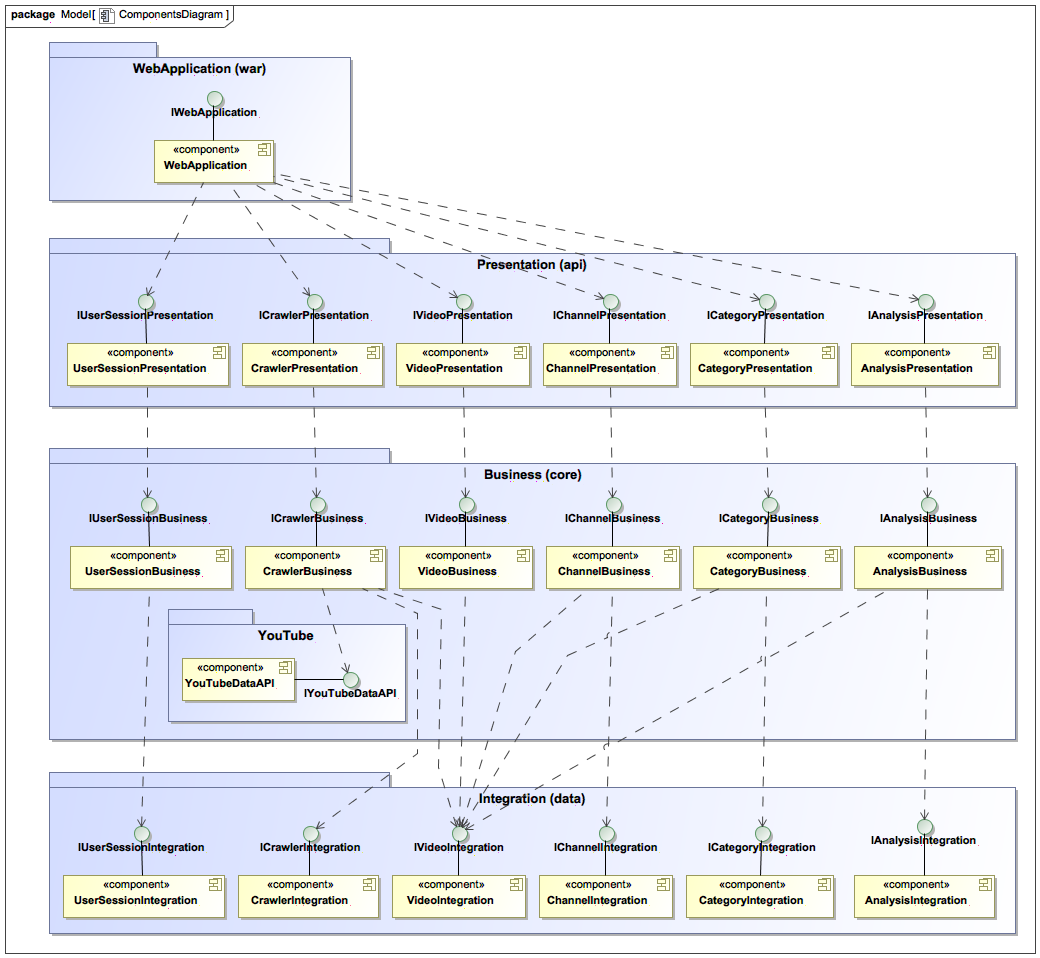 package Model[ ComponentsDiagram ]
WebApplication (war)
IWebApplication
«component»
WebApplication
Presentation (api)
IUserSessionPresentation
ICrawlerPresentation
IVideoPresentation
IChannelPresentation
ICategoryPresentation
IAnalysisPresentation
«component»
UserSessionPresentation
«component»
CrawlerPresentation
«component»
VideoPresentation
«component»
ChannelPresentation
«component»
CategoryPresentation
«component»
AnalysisPresentation
Business (core)
IUserSessionBusiness
ICrawlerBusiness
IVideoBusiness
IChannelBusiness
ICategoryBusiness
IAnalysisBusiness
«component»
UserSessionBusiness
«component»
CrawlerBusiness
«component»
VideoBusiness
«component»
ChannelBusiness
«component»
CategoryBusiness
«component»
AnalysisBusiness
YouTube
«component»
YouTubeDataAPI
IYouTubeDataAPI
Integration (data)
IUserSessionIntegration
ICrawlerIntegration
IVideoIntegration
IChannelIntegration
ICategoryIntegration
IAnalysisIntegration
«component»
UserSessionIntegration
«component»
CrawlerIntegration
«component»
VideoIntegration
«component»
ChannelIntegration
«component»
CategoryIntegration
«component»
AnalysisIntegration